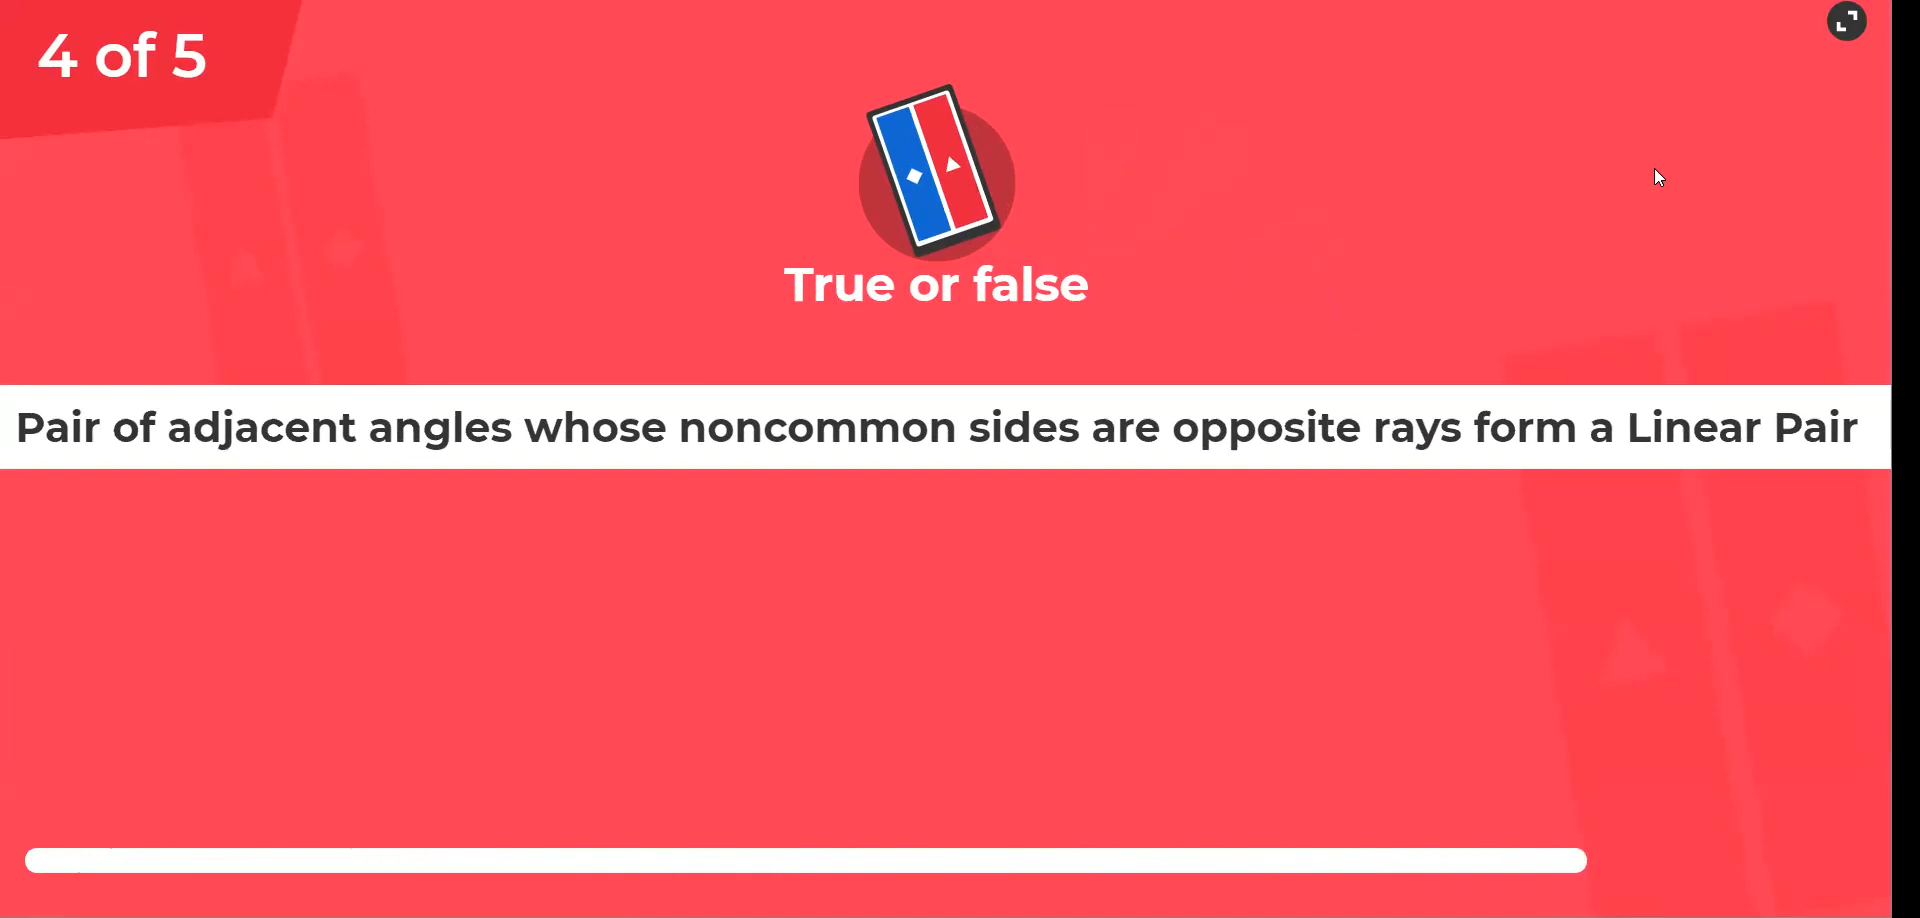 4 of 5
True or false
Pair of adjacent angles whose noncommon sides are opposite rays form a Linear Pair